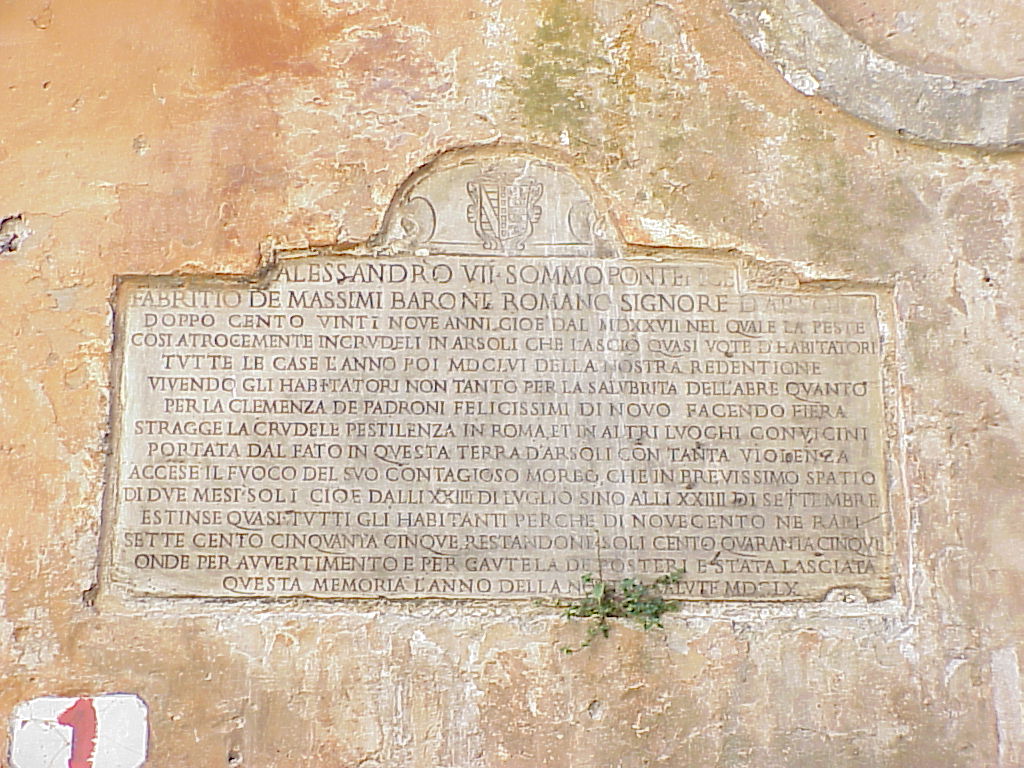 ALESSANDRO VII SOMMO PONTEFICE
FABRITIO DE MASSIMI BARONE ROMANO SIGNORE D'ARSOLI
DOPPO CENTO VINTI NOVE ANNI CIOE DAL MDXXVII NEL QVALE LA PESTE
COSI ATROCEMENTE INCRUDELI IN ARSOLI CHE LASCIÒ QVASI VOTE D'HABITATORI
TVTTE LE CASE L'ANNO POI MDCLVI DELLA NOSTRA REDENTIONE
VIVENDO GLI HABITATORI NON TANTO PER LA SALVBRITA DELL'AERE QVANTO
PER LA CLEMENZA DE PADRONI FELICISSIMI DI NOVO FACENDO FIERA
STRAGGE LA CRVDELE PESTILENZA IN ROMA, ET IN ALTRI LVOCHI CONVICINI
PORTATA DAL FATO IN QVESTA TERRA D'ARSOLI CON TANTA VIOLENZA
ACCESE IL FVOCO DEL SVO CONTAGIOSO MORBO, CHE IN BREVISSIMO SPATIO
DI DVE MESI SOLI CIOE DALLI XXIIII DI LVGLIO SINO ALLI XXIIII DI SETTEMBRE
ESTINSE QVASI TVTTI GLI HABITANTI PERCHE DI NOVECENTO NE RAPI
SETTE CENTO CINQVANTA CINQVE RESTANDONE SOLI CENTO QVARANTA CINQVE
ONDE PER AVVERTIMENTO E PER CAVTELA DE POSTERI E STATA LASCIATA
QVESTA MEMORIA L'ANNO DELLA MDCLX
1